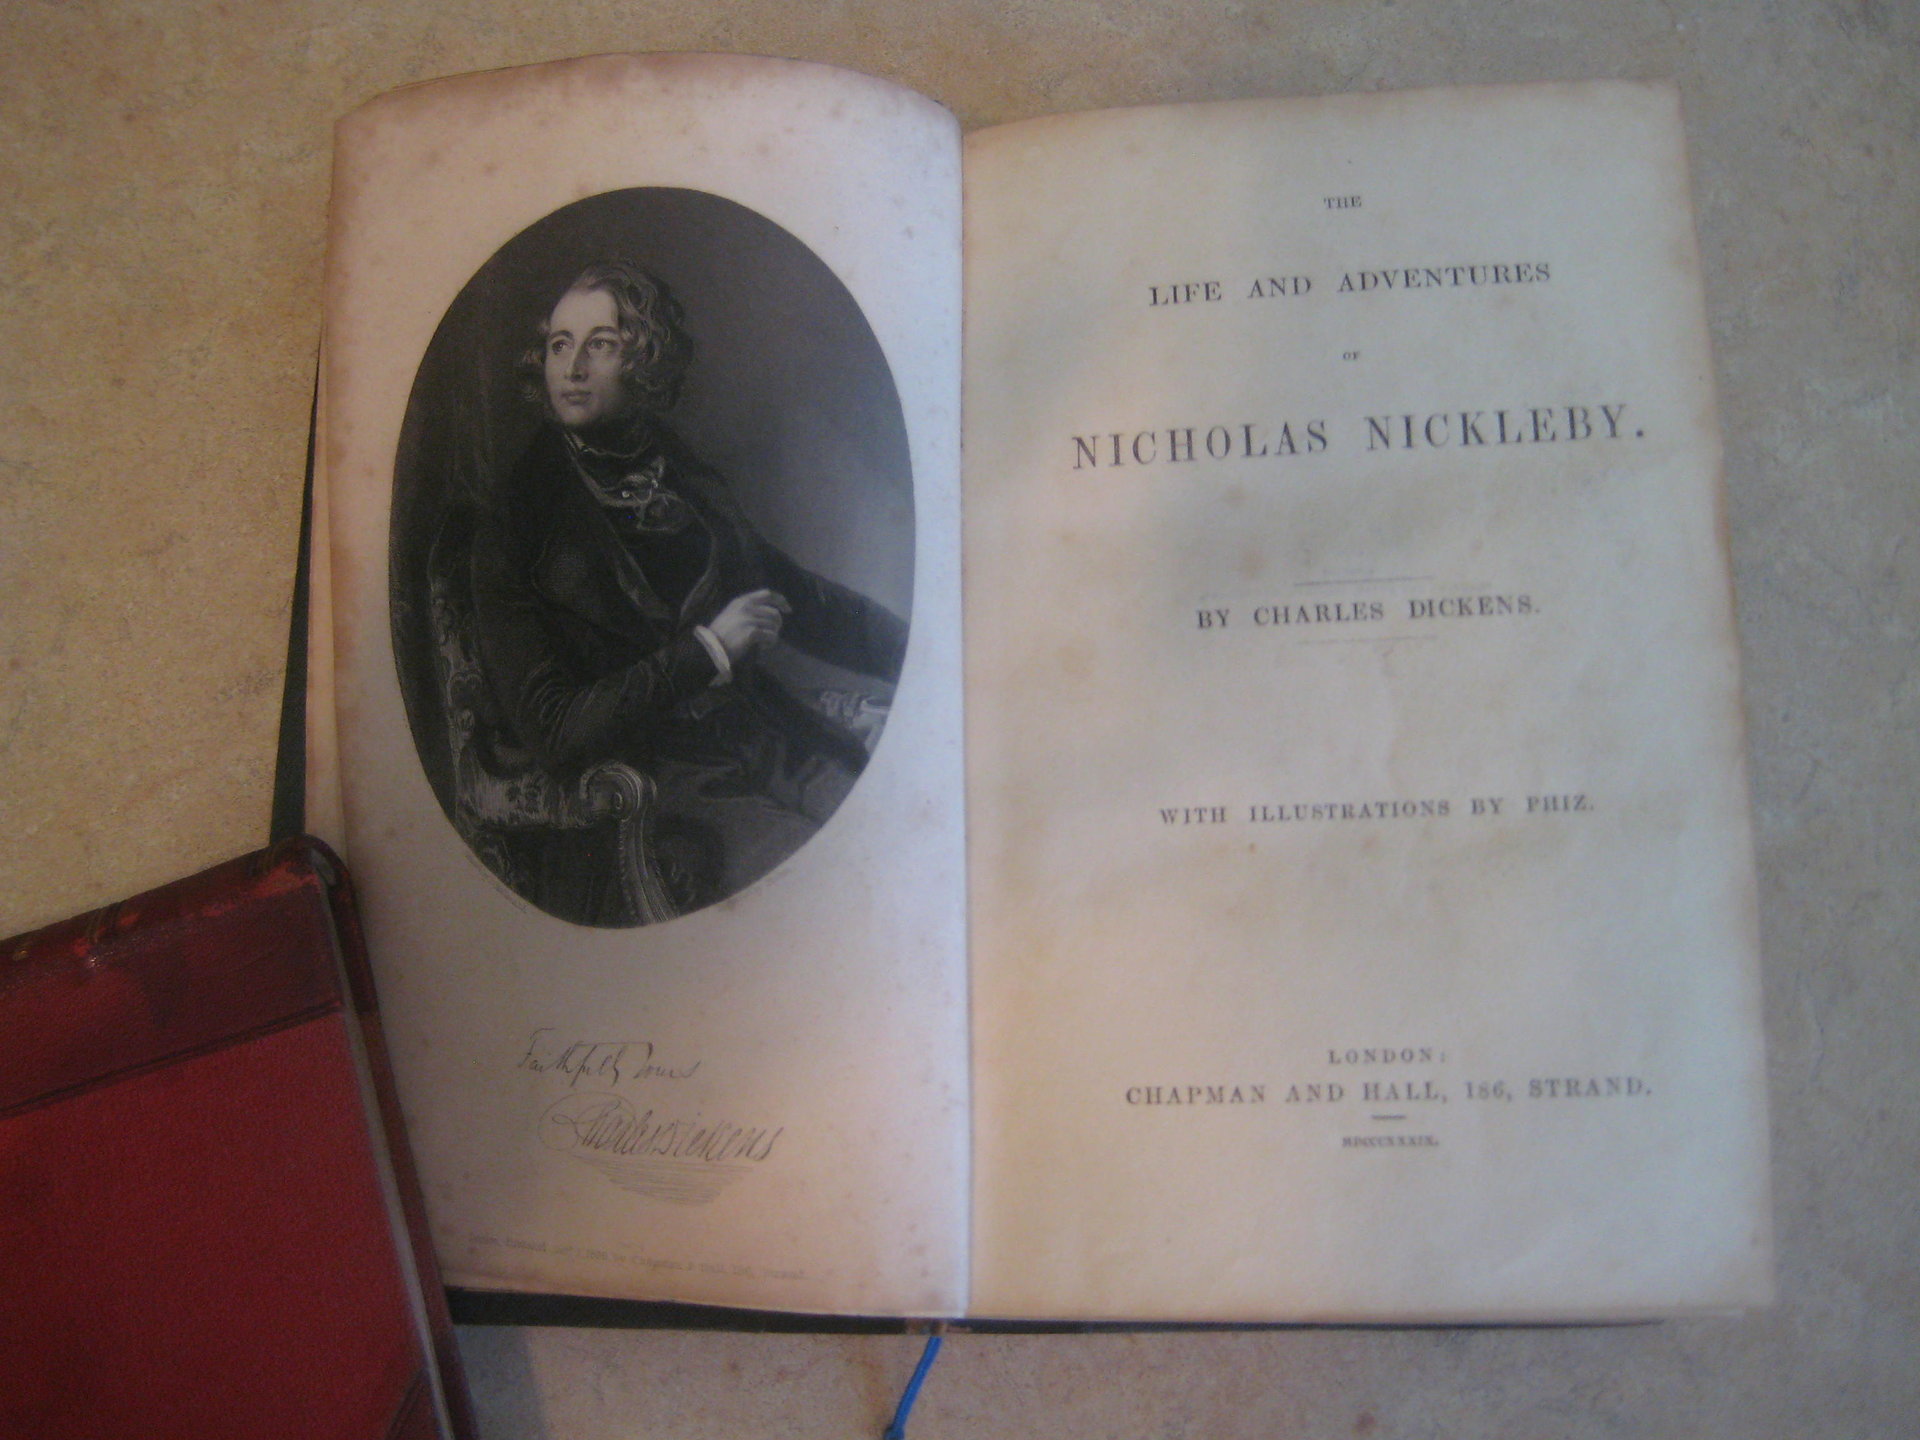 Faithfully Yours
Charles Dickens
THE
LIFE AND ADVENTURES
OF
NICHOLAS NICKLEBY.
BY CHARLES DICKENS.
WITH ILLUSTRATIONS BY PHIZ.
LONDON:
CHAPMAN AND HALL, 186, STRAND.
MDCCCXXXIX.